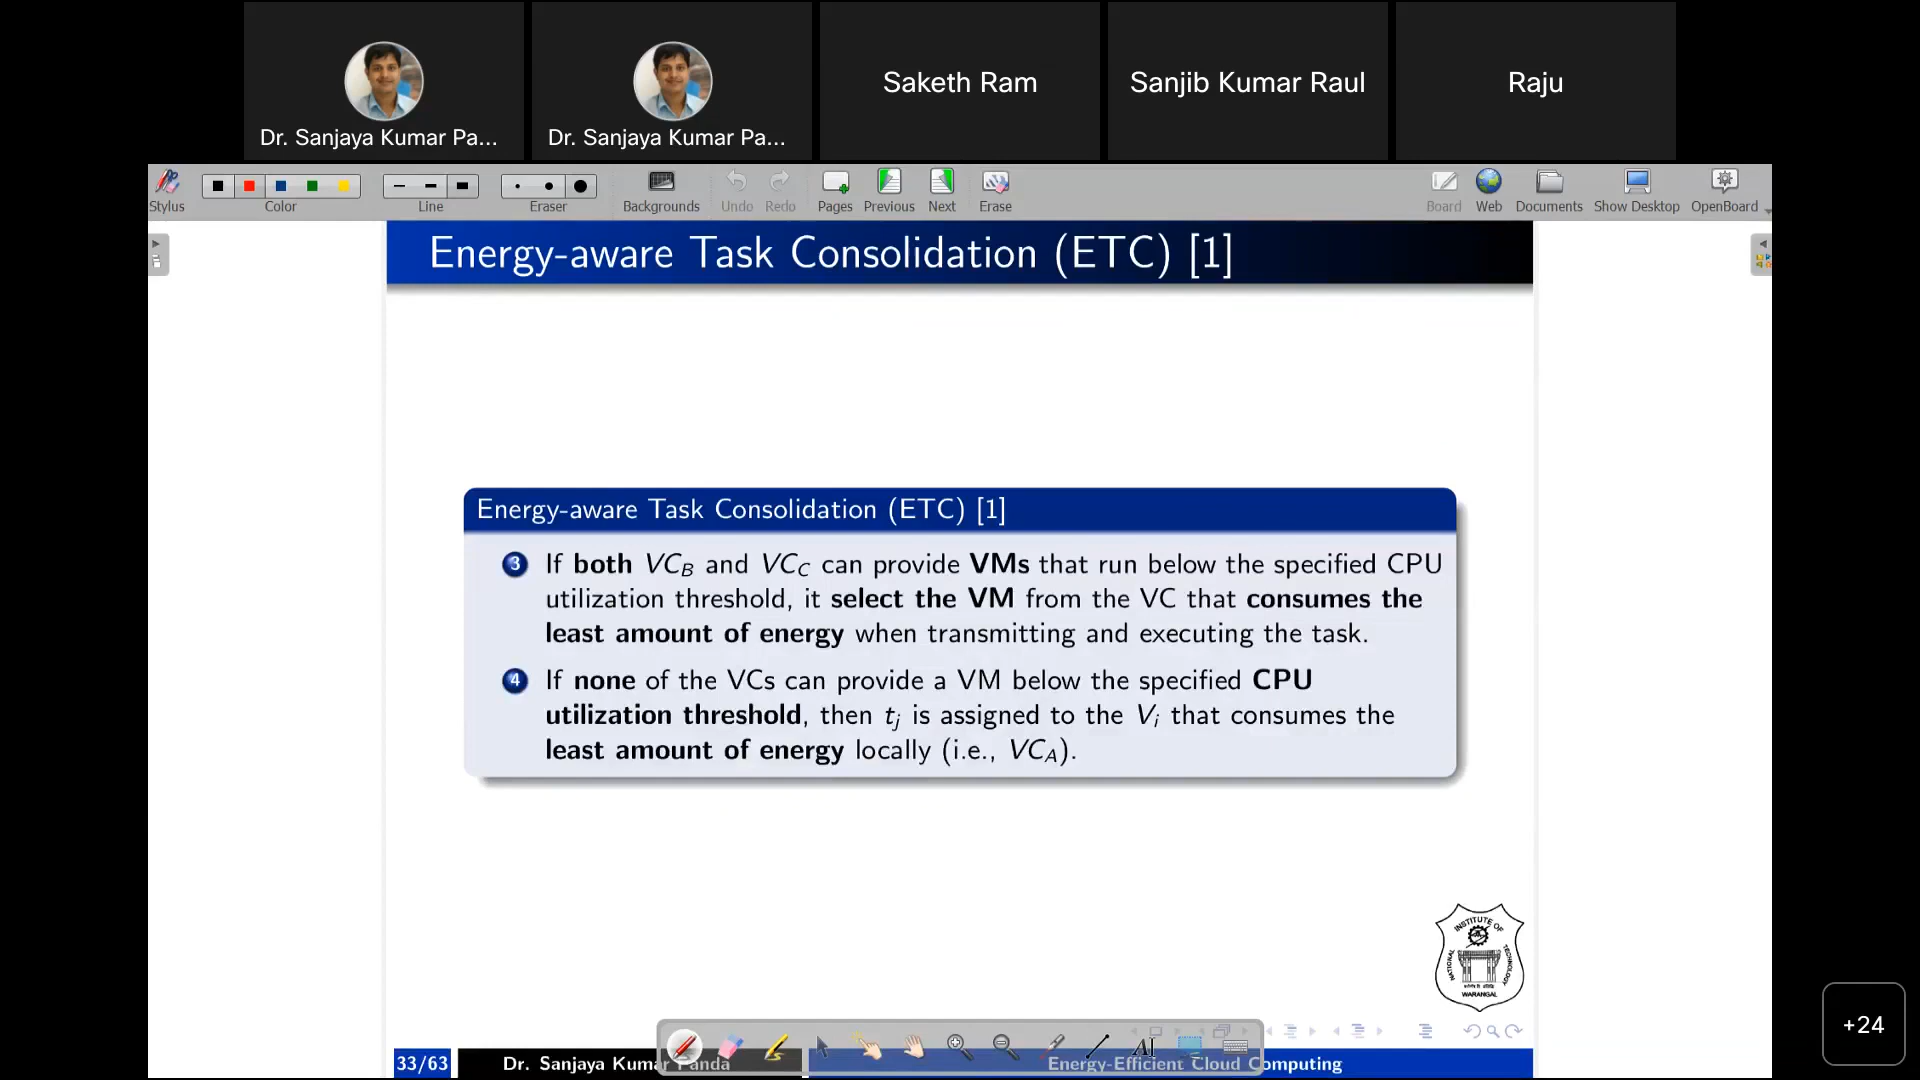 Dr. Sanjaya Kumar Pa...
Dr. Sanjaya Kumar Pa...
Saketh Ram
Sanjib Kumar Raul
Raju
Stylus
Color
Line
Eraser
Backgrounds
Undo
Redo
Pages
Previous
Next
Erase
Board
Web
Documents
Show Desktop
OpenBoard
Energy-aware Task Consolidation (ETC) [1]
Energy-aware Task Consolidation (ETC) [1]
3 If both VC_B and VC_C can provide VMs that run below the specified CPU
utilization threshold, it select the VM from the VC that consumes the
least amount of energy when transmitting and executing the task.
4 If none of the VCs can provide a VM below the specified CPU
utilization threshold, then t_j is assigned to the V_i that consumes the
least amount of energy locally (i.e., VC_A).
INSTITUTE OF
NATIONAL
TECHNOLOGY
WARANGAL
+24
AI
33/63
Dr. Sanjaya Kumar Panda
Energy-Efficient Cloud Computing